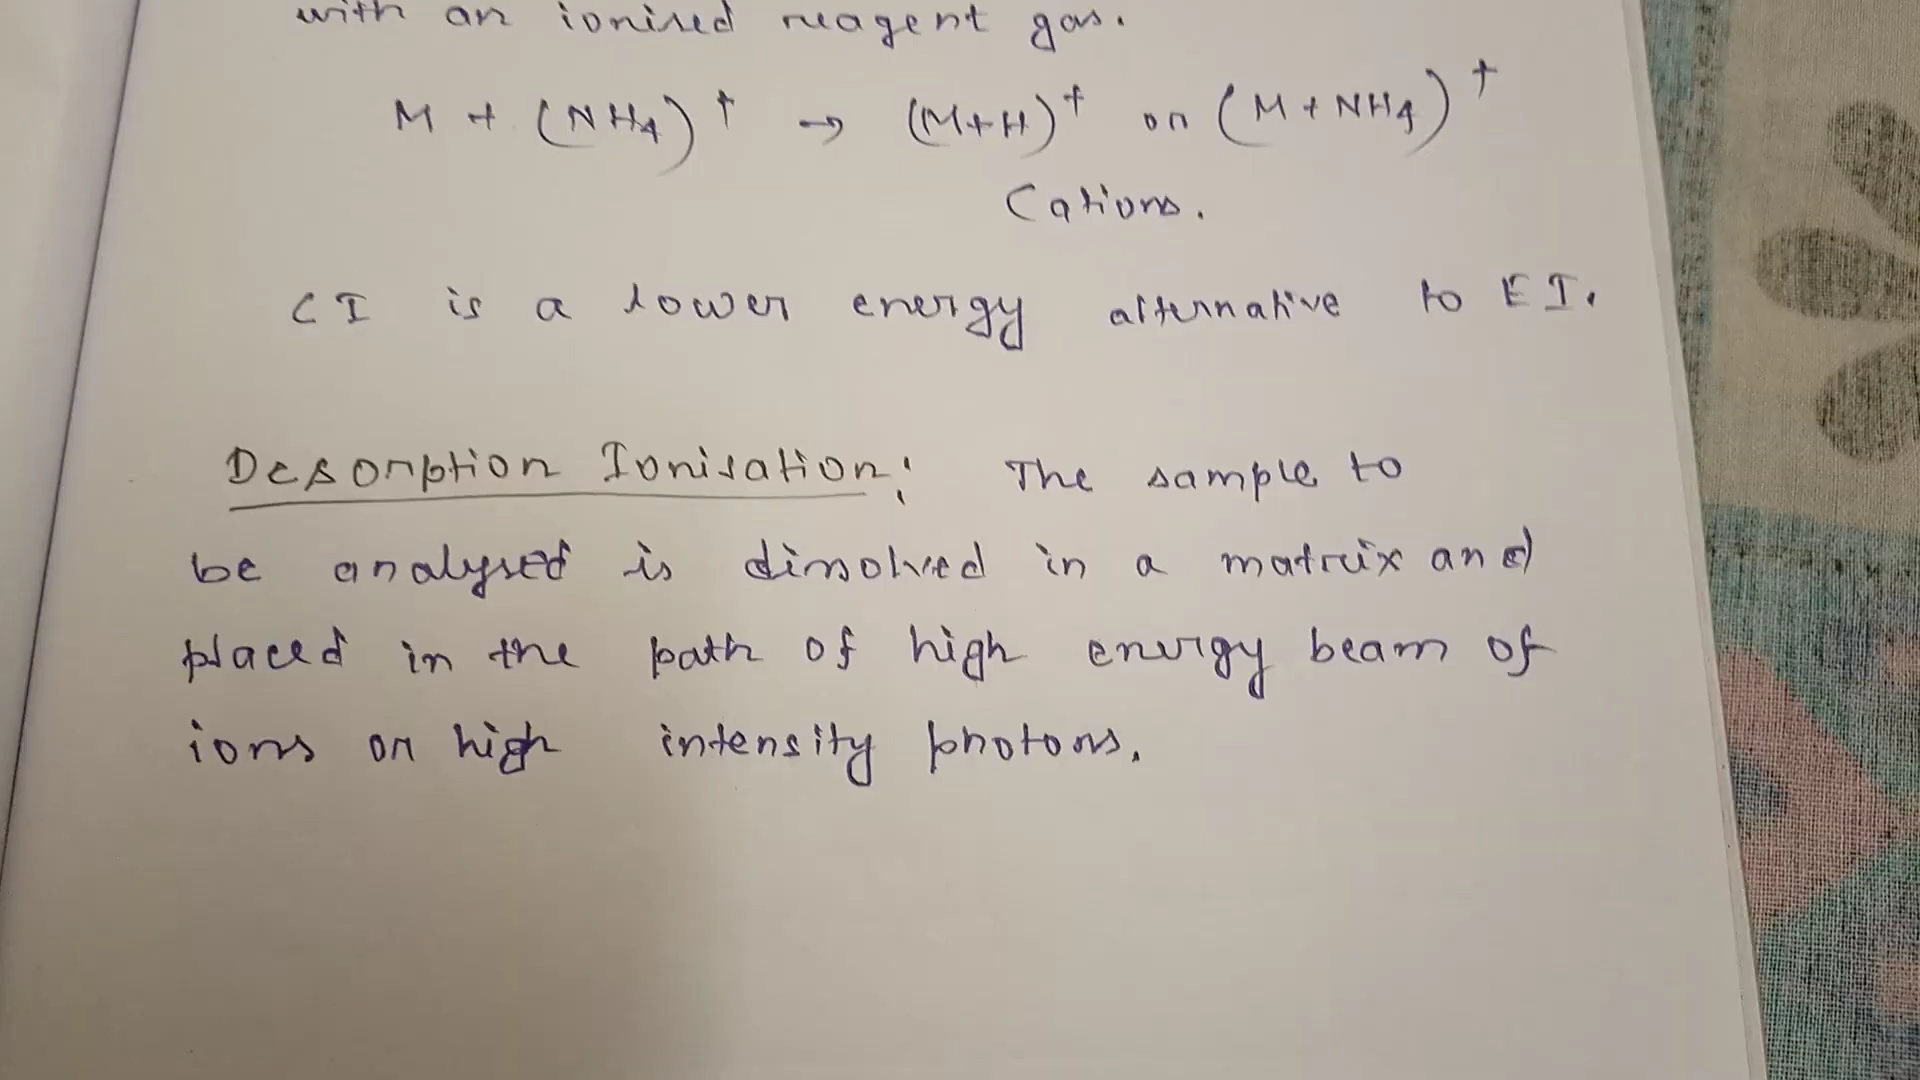 with an ionised reagent gas.
M + (NH₄)⁺ → (M+H)⁺ or (M+NH₄)⁺
Cations.
CI is a lower energy alternative to EI.
Desorption Ionisation: The sample to
be analysed is dissolved in a matrix and
placed in the path of high energy beam of
ions or high intensity photons.